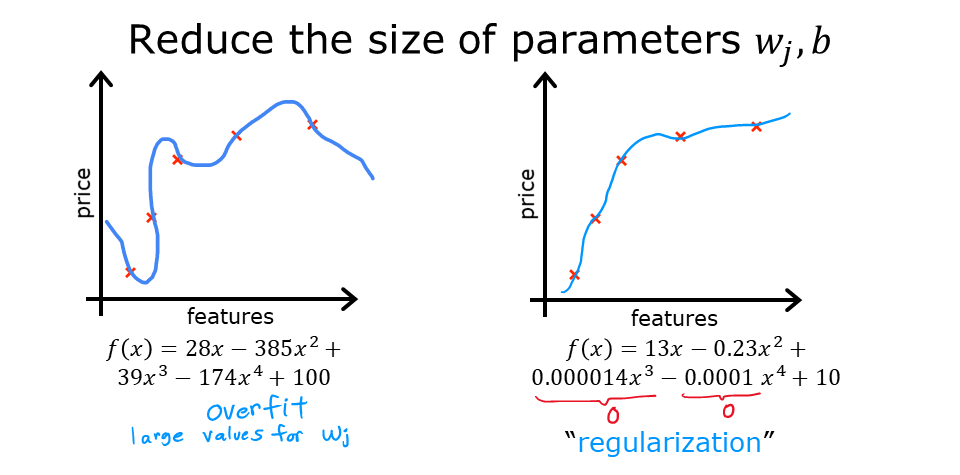 Reduce the size of parameters w_j, b
price
features
f(x) = 28x − 385x² +
39x³ − 174x⁴ + 100
overfit
large values for w_j
price
features
f(x) = 13x − 0.23x² +
0.000014x³ − 0.0001 x⁴ + 10
0 0
“regularization”